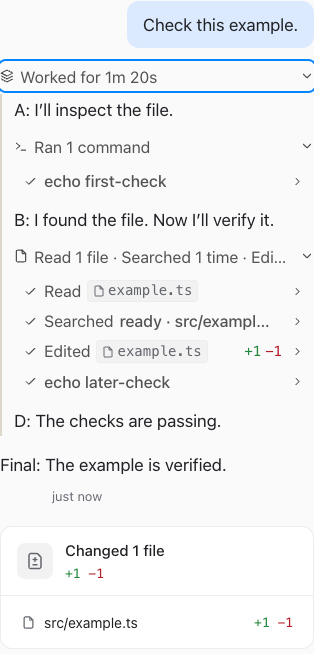 Check this example.
Worked for 1m 20s
A: I’ll inspect the file.
Ran 1 command
echo first-check
B: I found the file. Now I’ll verify it.
Read 1 file · Searched 1 time · Edi...
Read example.ts
Searched ready · src/exampl...
Edited example.ts +1 −1
echo later-check
D: The checks are passing.
Final: The example is verified.
just now
Changed 1 file
+1 −1
src/example.ts +1 −1